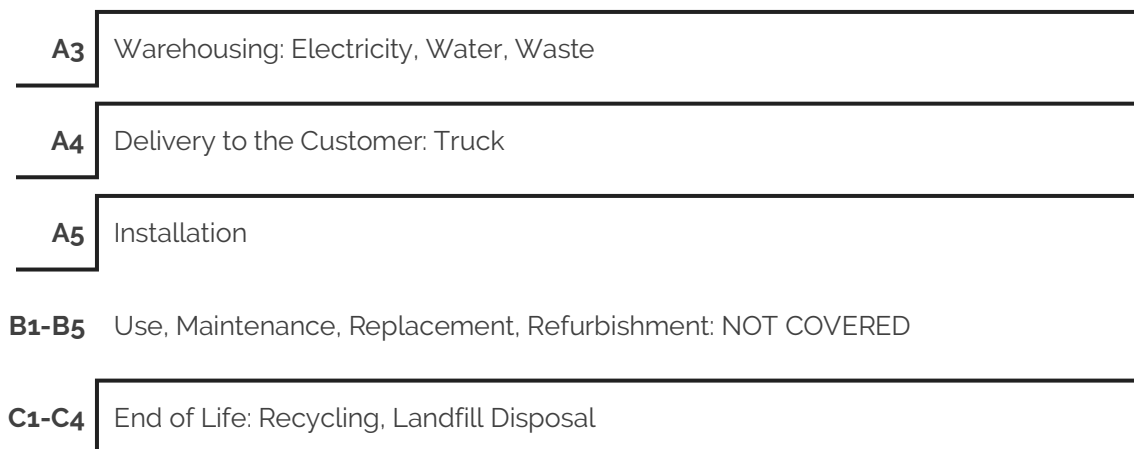 A3 Warehousing: Electricity, Water, Waste
A4 Delivery to the Customer: Truck
A5 Installation
B1-B5 Use, Maintenance, Replacement, Refurbishment: NOT COVERED
C1-C4 End of Life: Recycling, Landfill Disposal